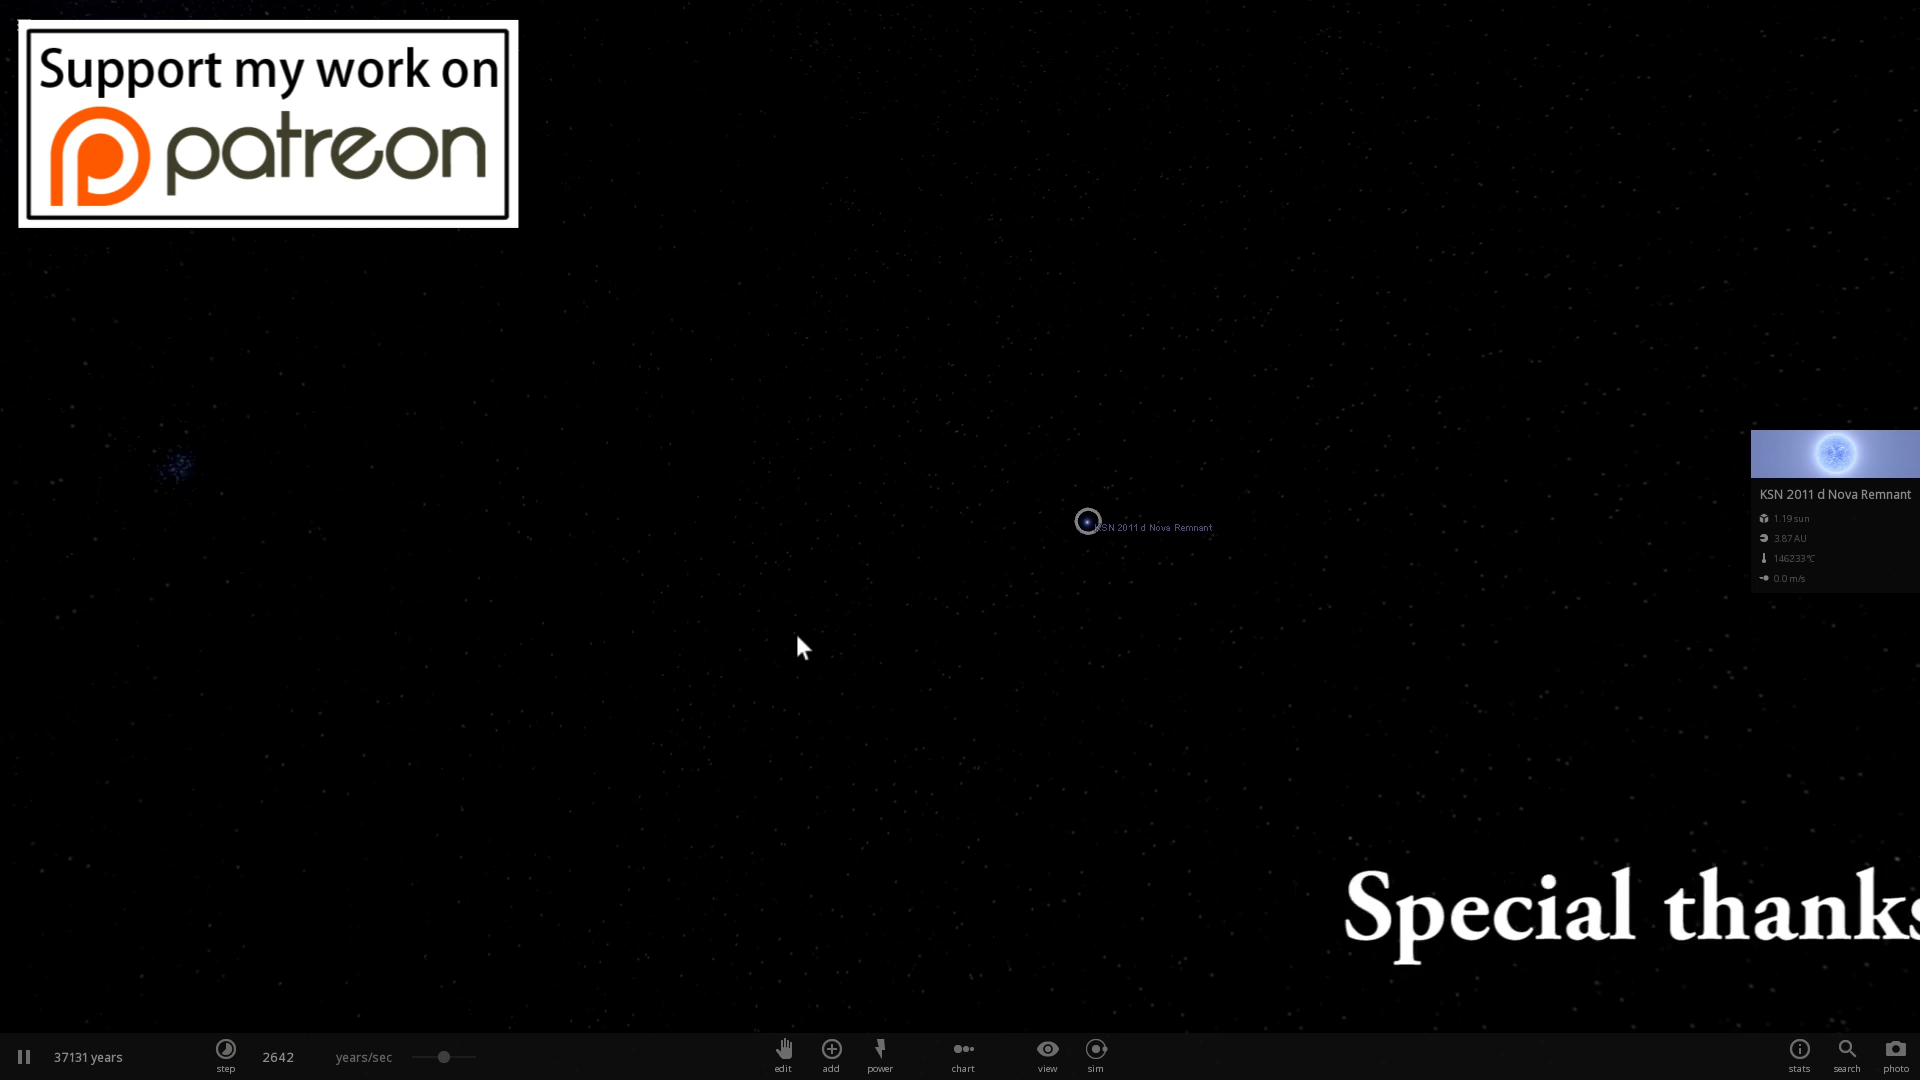 Support my work on
patreon
KSN 2011 d Nova Remnant
KSN 2011 d Nova Remnant
1.19 sun
3.87 AU
146233°C
0.0 m/s
Special thanks
37131 years
step
2642
years/sec
edit
add
power
chart
view
sim
stats
search
photo